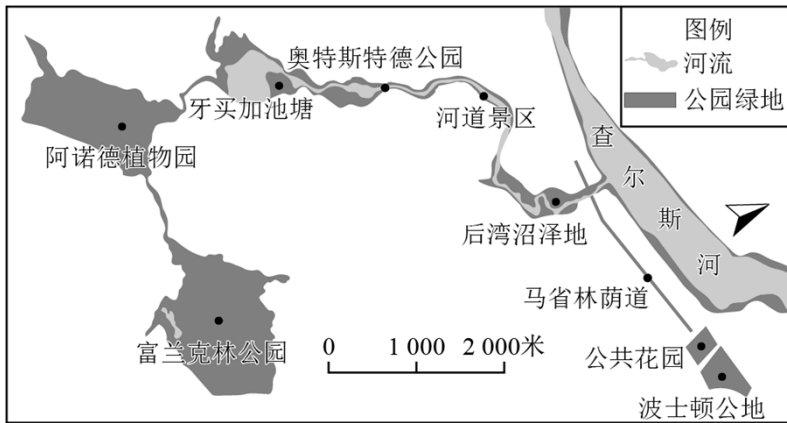 图例
河流
公园绿地
奥特斯特德公园
牙买加池塘
河道景区
阿诺德植物园
查尔斯河
后湾沼泽地
马省林荫道
富兰克林公园
0 1 000 2 000米
公共花园
波士顿公地